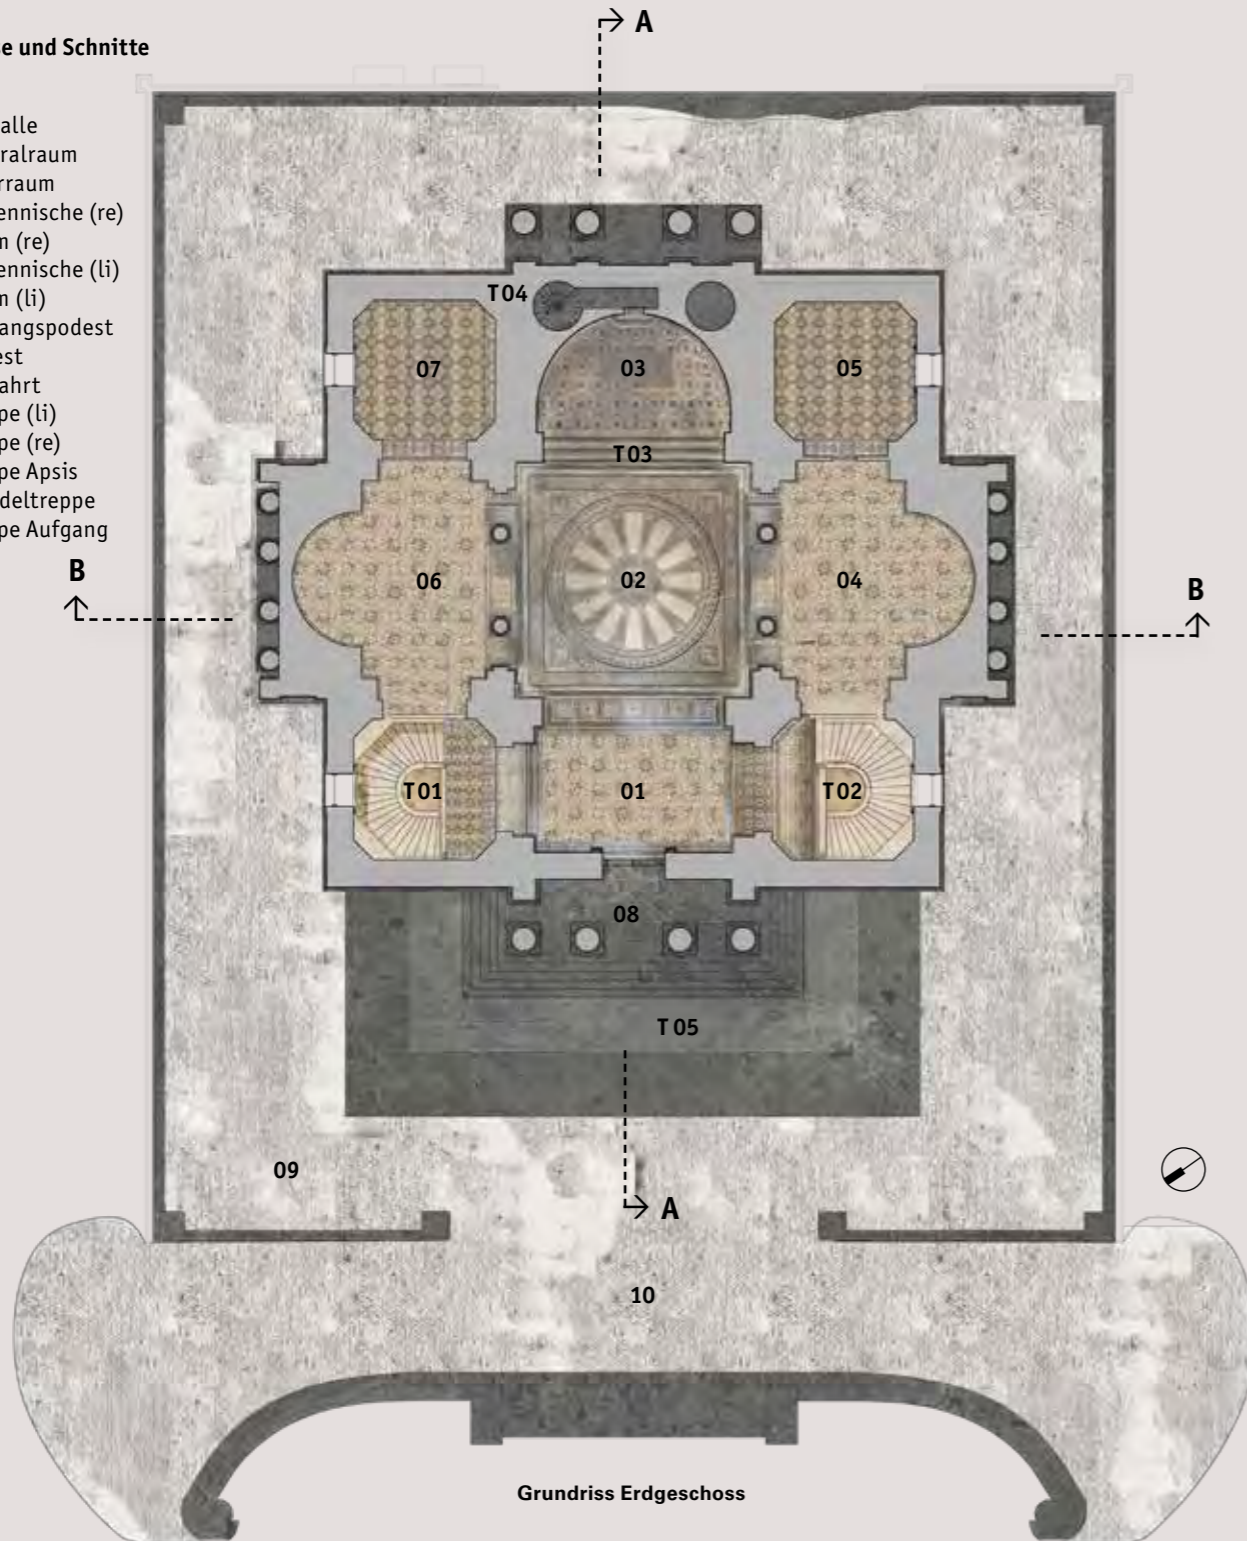 A
e und Schnitte
alle
ralraum
rraum
ennische (re)
n (re)
ennische (li)
n (li)
angspodest
est
ahrt
pe (li)
pe (re)
pe Apsis
deltreppe
pe Aufgang
T04
07
03
05
T03
B
06
02
04
B
T01
01
T02
08
T05
09
A
10
Grundriss Erdgeschoss